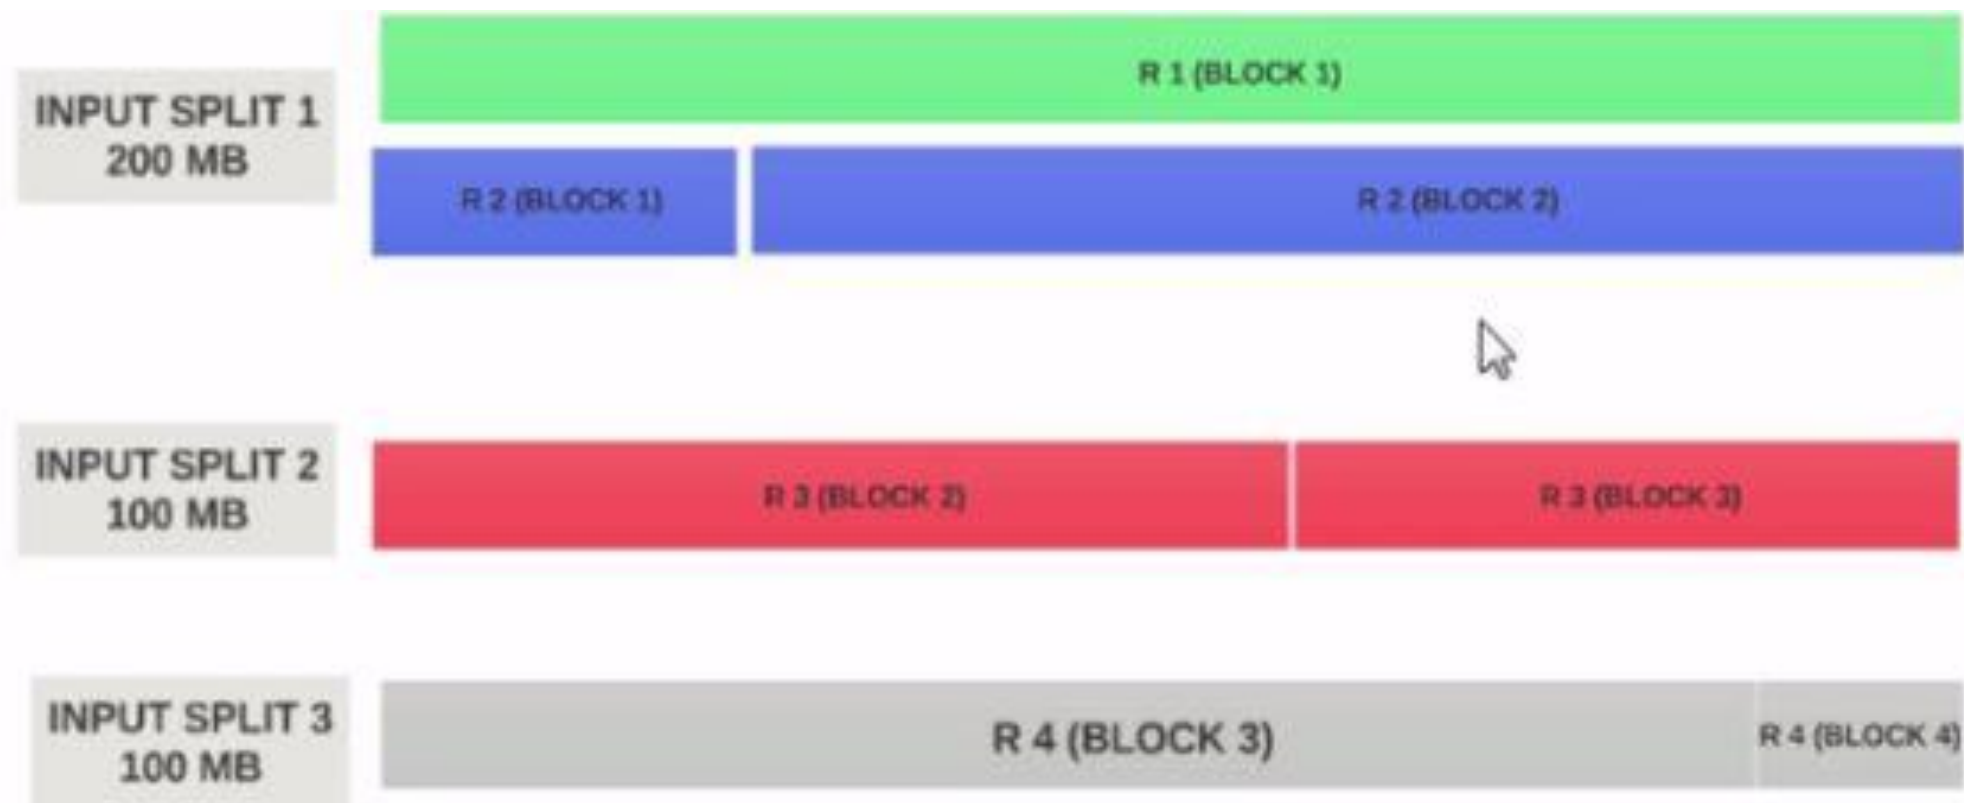 R 1 (BLOCK 1)
INPUT SPLIT 1
200 MB
R 2 (BLOCK 1)
R 2 (BLOCK 2)
INPUT SPLIT 2
100 MB
R 3 (BLOCK 2)
R 3 (BLOCK 3)
INPUT SPLIT 3
100 MB
R 4 (BLOCK 3)
R 4 (BLOCK 4)